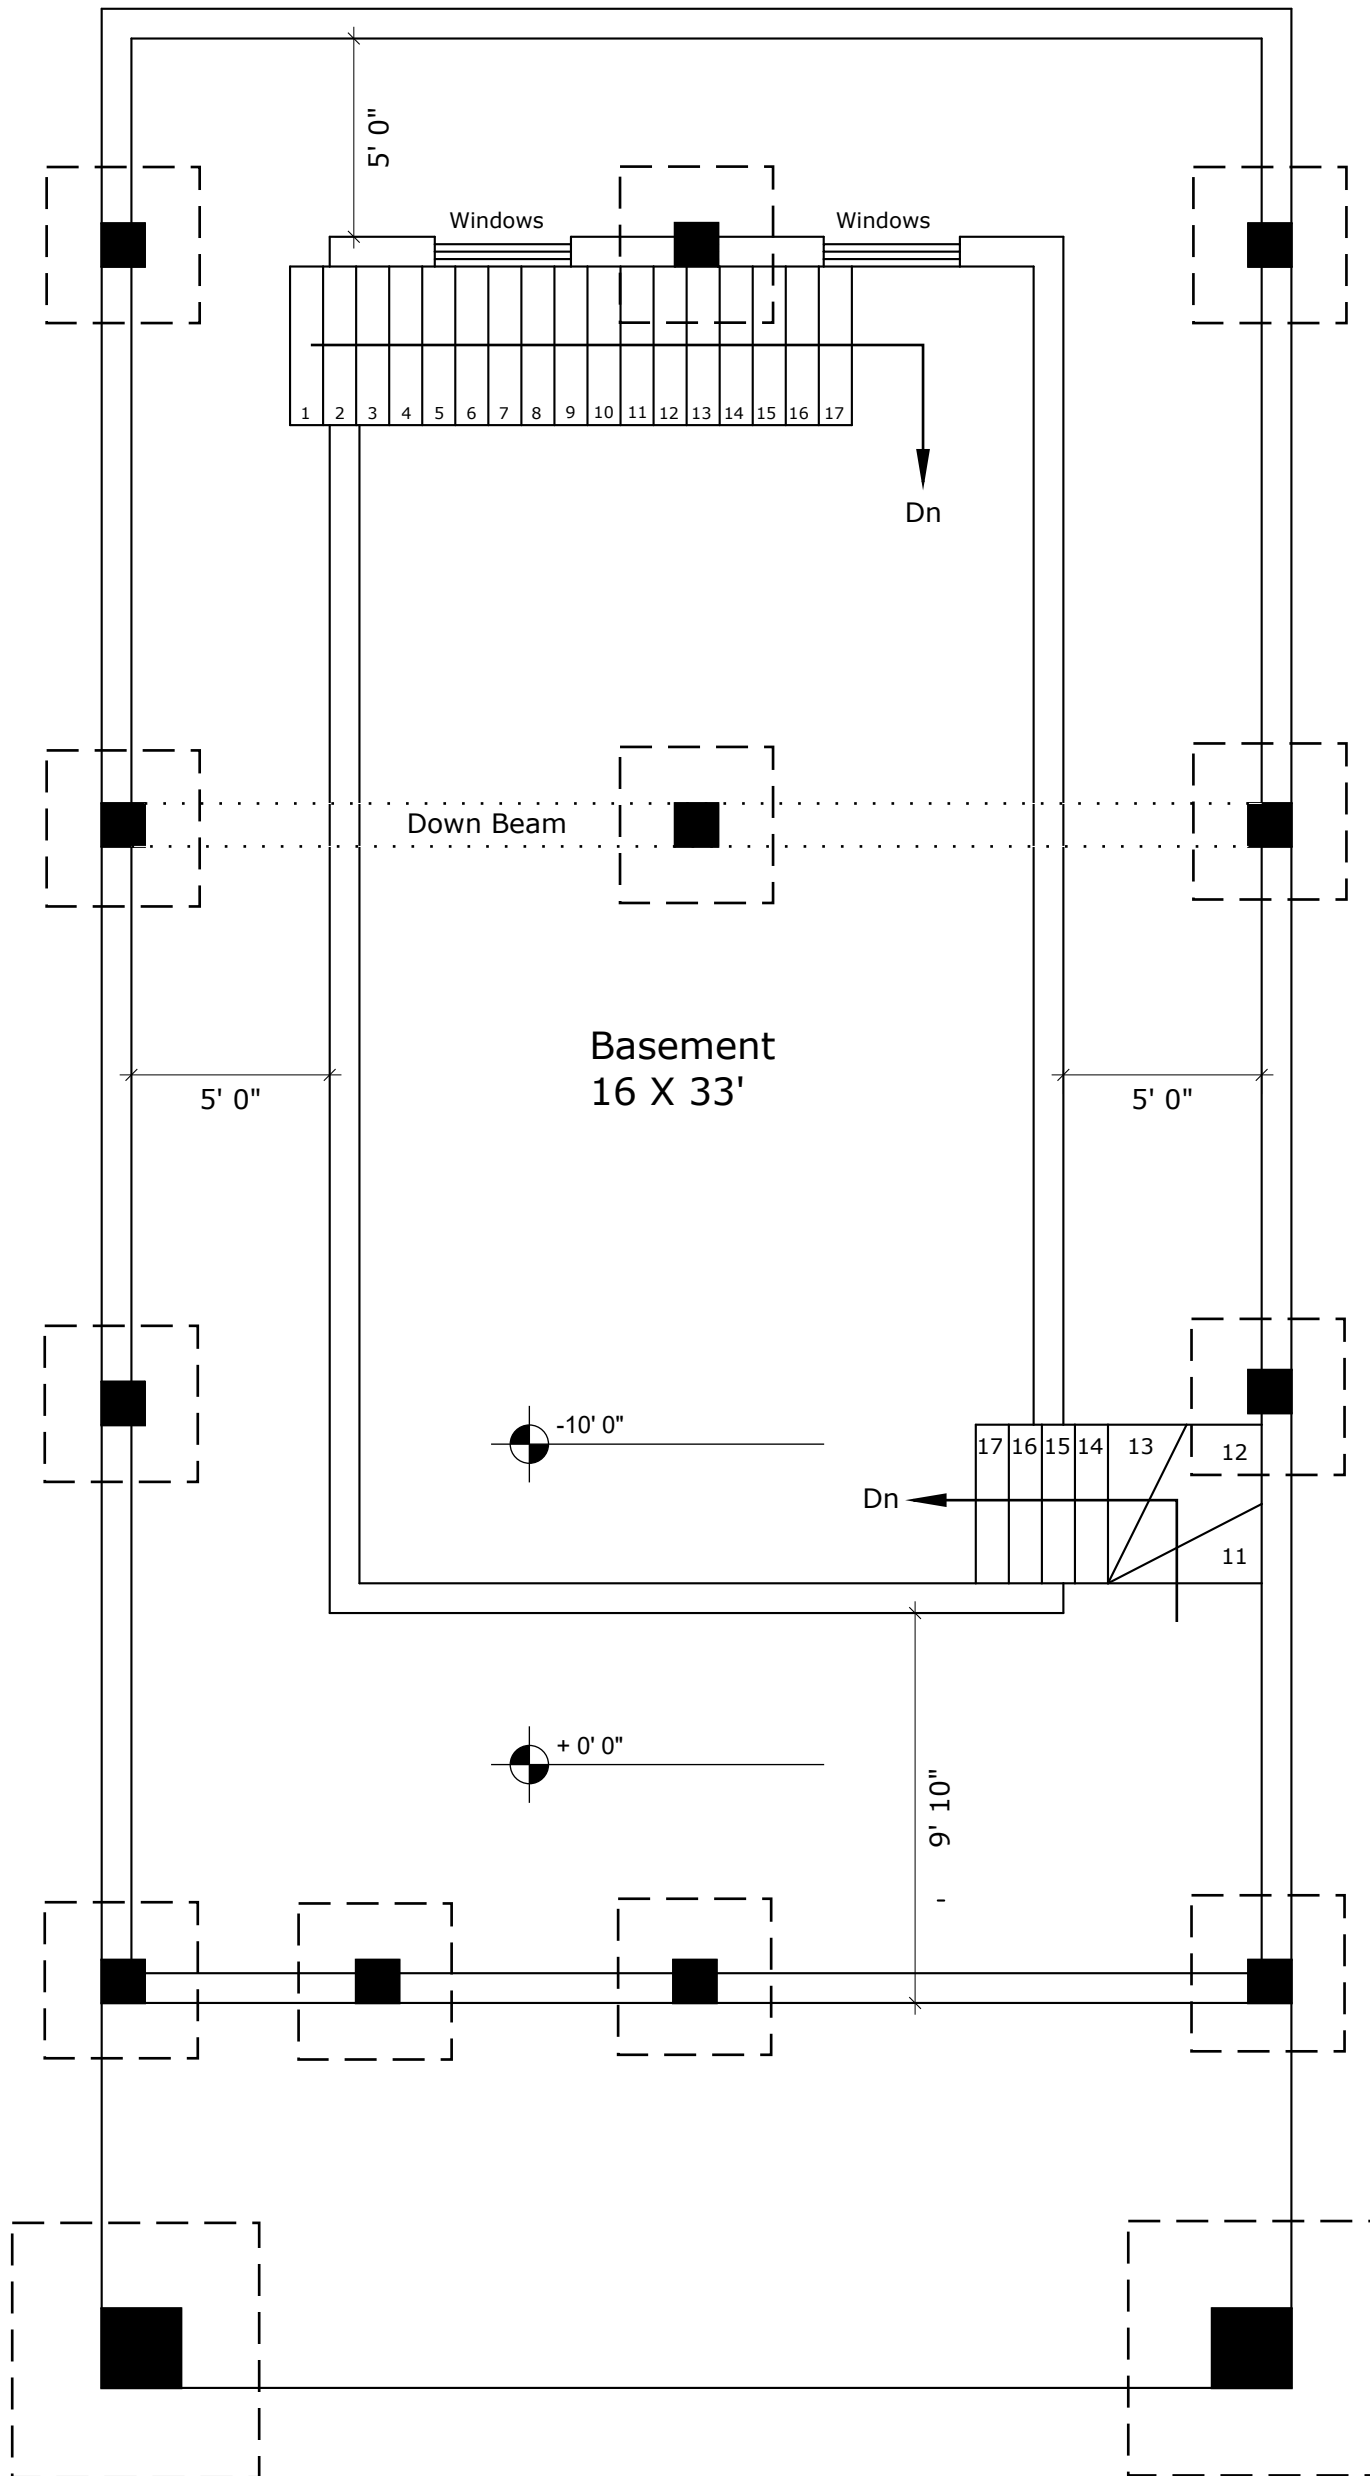 5' 0"
Windows
Windows
1 2 3 4 5 6 7 8 9 10 11 12 13 14 15 16 17
Dn
Down Beam
Basement
16 X 33'
5' 0"
5' 0"
-10' 0"
17 16 15 14 13 12
Dn
11
+ 0' 0"
- 9' 10"